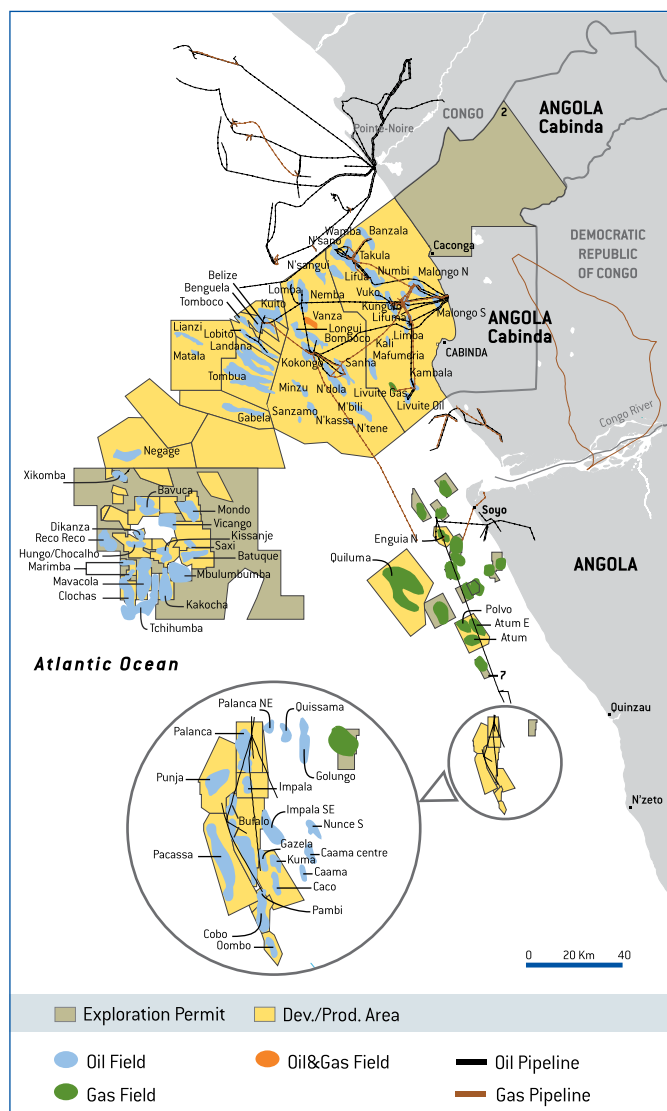 2
ANGOLA
Cabinda
CONGO
Pointe-Noire
Wamba
Banzala
N'sano
Takula
DEMOCRATIC
REPUBLIC
OF CONGO
Caconga
N'sangui
Lifua
Numbi
Malongo N
Belize
Benguela
Tomboco
Lomba
Kuito
Nemba
Vuko
Kungulo
Malongo S
ANGOLA
Cabinda
Lianzi
Lobito
Landana
Vanza
Longui
Bomboco
Lifuma
Limba
Kali
CABINDA
Matala
Kokongo
Sanha
Mafumeria
Tombua
Minzu
N'dola
Kambala
Livuite Gas
Livuite Oil
Gabela
Sanzamo
N'kassa
M'bili
N'tene
Congo River
Negage
Xikomba
Bavuca
Mondo
Vicango
Soyo
Dikanza
Reco Reco
Kissanje
Saxi
Enguia N
Hungo/Chocalho
Batuque
Marimba
Mbulumbumba
Quiluma
ANGOLA
Mavacola
Clochas
Kakocha
Tchihumba
Polvo
Atum E
Atum
Atlantic Ocean
7
Palanca NE
Quissama
Quinzau
Palanca
Golungo
Punja
Impala
N'zeto
Impala SE
Bufalo
Nunce S
Gazela
Pacassa
Kuma
Caama centre
Caama
Caco
Pambi
Cobo
Oombo
0 20 Km 40
Exploration Permit
Dev./Prod. Area
Oil Field
Oil&Gas Field
Oil Pipeline
Gas Field
Gas Pipeline